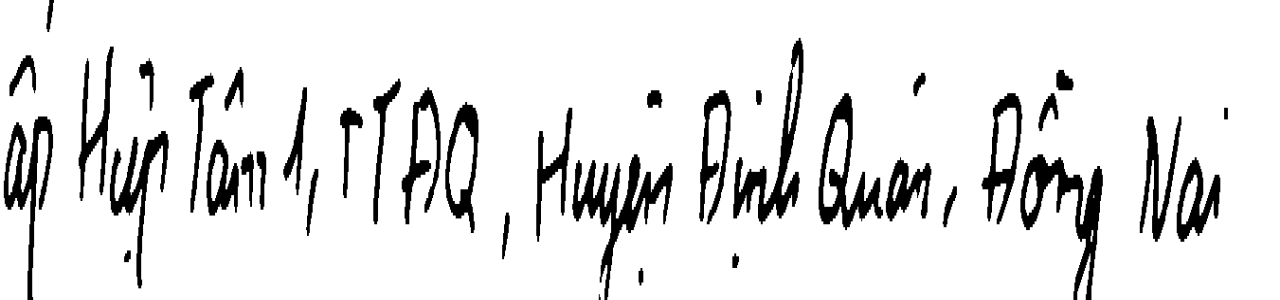 ấp Hiệp Tâm 1, TTĐQ, Huyện Định Quán, Đồng Nai